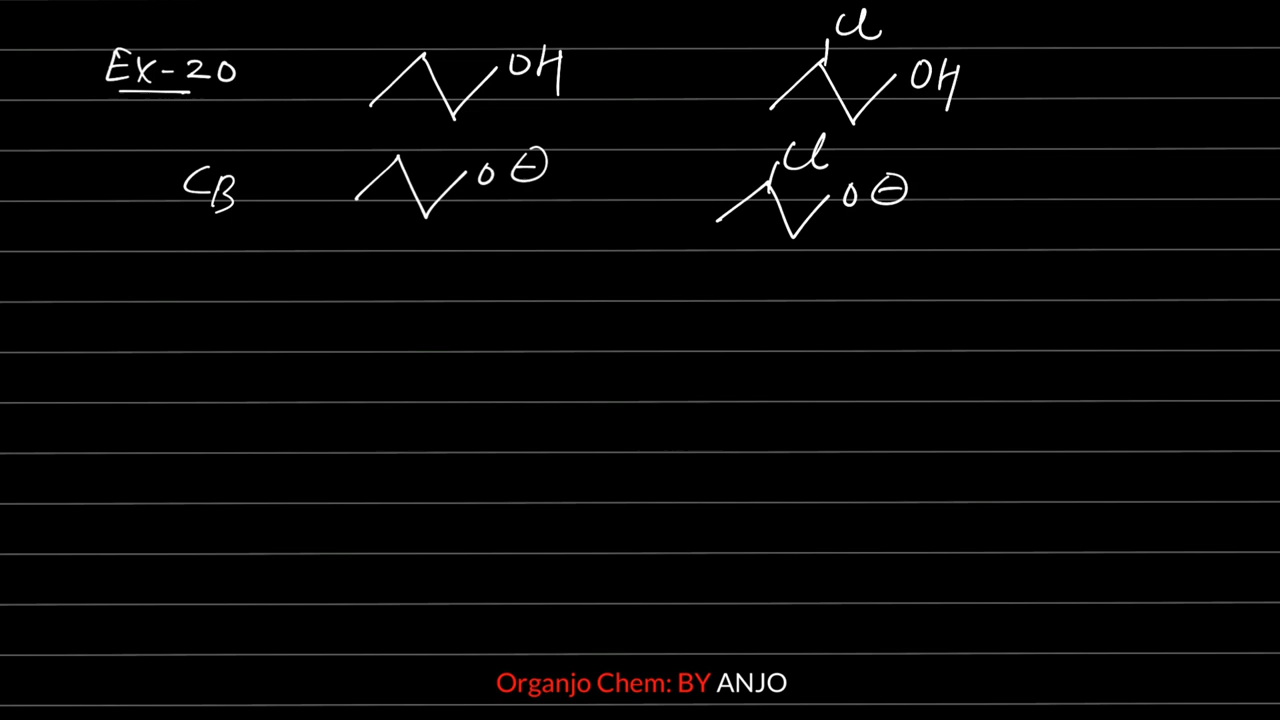 Cl
Ex-20 OH OH
Cl
CB O⊖ O⊖
Organjo Chem: BY ANJO